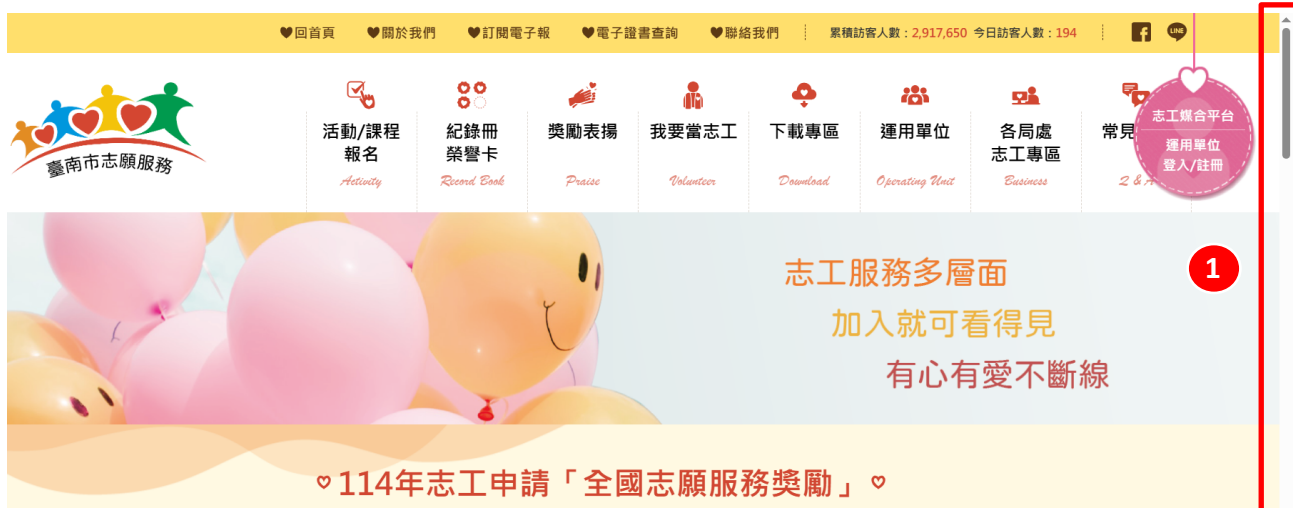 ♥回首頁 ♥關於我們 ♥訂閱電子報 ♥電子證書查詢 ♥聯絡我們 累積訪客人數：2,917,650 今日訪客人數：194
LINE
臺南市志願服務
活動/課程
報名
Activity
紀錄冊
榮譽卡
Record Book
獎勵表揚
Praise
我要當志工
Volunteer
下載專區
Download
運用單位
Operating Unit
各局處
志工專區
Business
常見
Q & A
志工媒合平台
運用單位
登入/註冊
志工服務多層面
加入就可看得見
有心有愛不斷線
1
114年志工申請「全國志願服務獎勵」